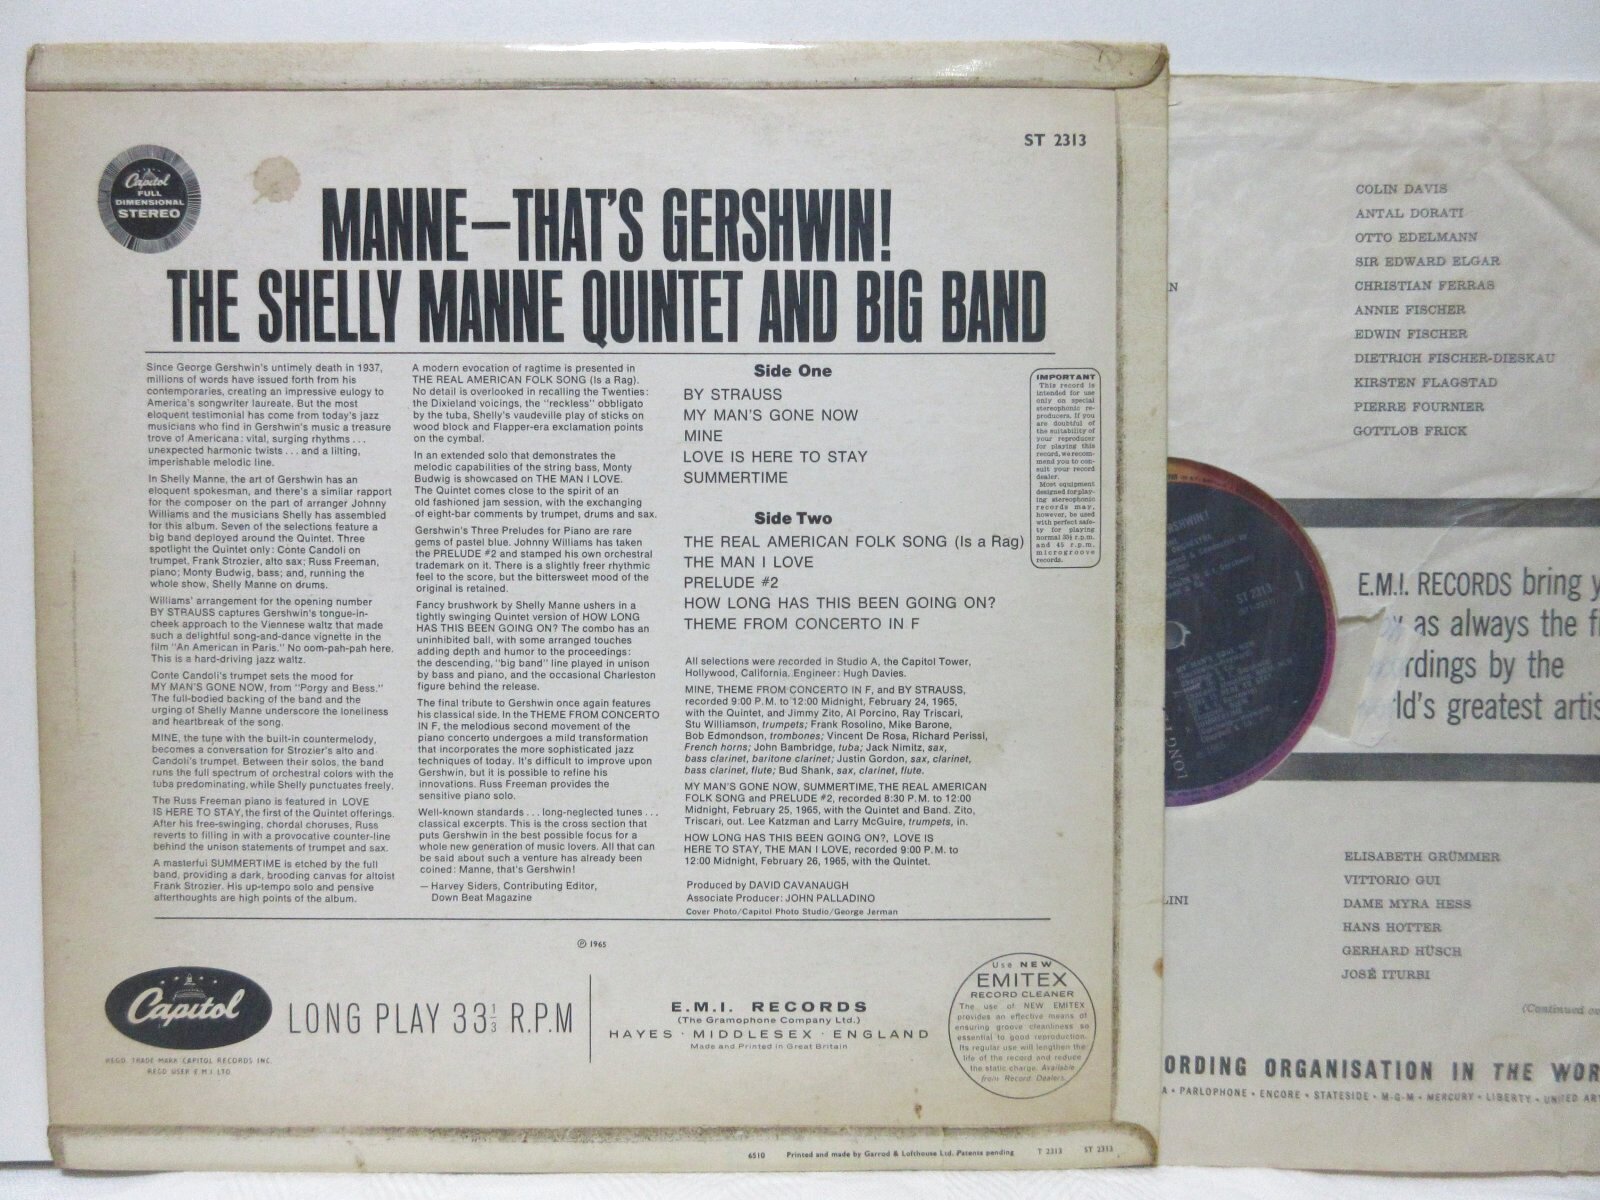 ST 2313
Capitol
FULL
DIMENSIONAL
STEREO
MANNE—THAT'S GERSHWIN!
THE SHELLY MANNE QUINTET AND BIG BAND
Since George Gershwin's untimely death in 1937,
millions of words have issued forth from his
contemporaries, creating an impressive eulogy to
America's songwriter laureate. But the most
eloquent testimonial has come from today's jazz
musicians who find in Gershwin's music a treasure
trove of Americana: vital, surging rhythms . . .
unexpected harmonic twists . . . and a lilting,
imperishable melodic line.
In Shelly Manne, the art of Gershwin has an
eloquent spokesman, and there's a similar rapport
for the composer on the part of arranger Johnny
Williams and the musicians Shelly has assembled
for this album. Seven of the selections feature a
big band deployed around the Quintet. Three
spotlight the Quintet only: Conte Candoli on
trumpet, Frank Strozier, alto sax; Russ Freeman,
piano; Monty Budwig, bass; and, running the
whole show, Shelly Manne on drums.
Williams' arrangement for the opening number
BY STRAUSS captures Gershwin's tongue-in-
cheek approach to the Viennese waltz that made
such a delightful song-and-dance vignette in the
film "An American in Paris." No oom-pah-pah here.
This is a hard-driving jazz waltz.
Conte Candoli's trumpet sets the mood for
MY MAN'S GONE NOW, from "Porgy and Bess."
The full-bodied backing of the band and the
urging of Shelly Manne underscore the loneliness
and heartbreak of the song.
MINE, the tune with the built-in countermelody,
becomes a conversation for Strozier's alto and
Candoli's trumpet. Between their solos, the band
runs the full spectrum of orchestral colors with the
tuba predominating, while Shelly punctuates freely.
The Russ Freeman piano is featured in LOVE
IS HERE TO STAY, the first of the Quintet offerings.
After his free-swinging, chordal choruses, Russ
reverts to filling in with a provocative counter-line
behind the unison statements of trumpet and sax.
A masterful SUMMERTIME is etched by the full
band, providing a dark, brooding canvas for altoist
Frank Strozier. His up-tempo solo and pensive
afterthoughts are high points of the album.
A modern evocation of ragtime is presented in
THE REAL AMERICAN FOLK SONG (Is a Rag).
No detail is overlooked in recalling the Twenties:
the Dixieland voicings, the "reckless" obbligato
by the tuba, Shelly's vaudeville play of sticks on
wood block and Flapper-era exclamation points
on the cymbal.
In an extended solo that demonstrates the
melodic capabilities of the string bass, Monty
Budwig is showcased on THE MAN I LOVE.
The Quintet comes close to the spirit of an
old fashioned jam session, with the exchanging
of eight-bar comments by trumpet, drums and sax.
Gershwin's Three Preludes for Piano are rare
gems of pastel blue. Johnny Williams has taken
the PRELUDE #2 and stamped his own orchestral
trademark on it. There is a slightly freer rhythmic
feel to the score, but the bittersweet mood of the
original is retained.
Fancy brushwork by Shelly Manne ushers in a
tightly swinging Quintet version of HOW LONG
HAS THIS BEEN GOING ON? The combo has an
uninhibited ball, with some arranged touches
adding depth and humor to the proceedings:
the descending, "big band" line played in unison
by bass and piano, and the occasional Charleston
figure behind the release.
The final tribute to Gershwin once again features
his classical side. In the THEME FROM CONCERTO
IN F, the melodious second movement of the
piano concerto undergoes a mild transformation
that incorporates the more sophisticated jazz
techniques of today. It's difficult to improve upon
Gershwin, but it is possible to refine his
innovations. Russ Freeman provides the
sensitive piano solo.
Well-known standards . . . long-neglected tunes . . .
classical excerpts. This is the cross section that
puts Gershwin in the best possible focus for a
whole new generation of music lovers. All that can
be said about such a venture has already been
coined: Manne, that's Gershwin!
— Harvey Siders, Contributing Editor,
Down Beat Magazine
Side One
BY STRAUSS
MY MAN'S GONE NOW
MINE
LOVE IS HERE TO STAY
SUMMERTIME
Side Two
THE REAL AMERICAN FOLK SONG (Is a Rag)
THE MAN I LOVE
PRELUDE #2
HOW LONG HAS THIS BEEN GOING ON?
THEME FROM CONCERTO IN F
All selections were recorded in Studio A, the Capitol Tower,
Hollywood, California. Engineer: Hugh Davies.
MINE, THEME FROM CONCERTO IN F, and BY STRAUSS,
recorded 9:00 P.M. to 12:00 Midnight, February 24, 1965,
with the Quintet, and Jimmy Zito, Al Porcino, Ray Triscari,
Stu Williamson, trumpets; Frank Rosolino, Mike Barone,
Bob Edmondson, trombones; Vincent De Rosa, Richard Perissi,
French horns; John Bambridge, tuba; Jack Nimitz, sax,
bass clarinet, baritone clarinet; Justin Gordon, sax, clarinet,
bass clarinet, flute; Bud Shank, sax, clarinet, flute.
MY MAN'S GONE NOW, SUMMERTIME, THE REAL AMERICAN
FOLK SONG and PRELUDE #2, recorded 8:30 P.M. to 12:00
Midnight, February 25, 1965, with the Quintet and Band. Zito,
Triscari, out. Lee Katzman and Larry McGuire, trumpets, in.
HOW LONG HAS THIS BEEN GOING ON?, LOVE IS
HERE TO STAY, THE MAN I LOVE, recorded 9:00 P.M. to
12:00 Midnight, February 26, 1965, with the Quintet.
Produced by DAVID CAVANAUGH
Associate Producer: JOHN PALLADINO
Cover Photo/Capitol Photo Studio/George Jerman
IMPORTANT
This record is
intended for use
only on special
stereophonic re-
producers. If you
are doubtful of
the suitability of
your reproducer
for playing this
record, we recom-
mend you to con-
sult your record
dealer.
Most equipment
designed for play-
ing stereophonic
records may,
however, be used
with perfect safe-
ty for playing
normal 33⅓ r.p.m.
and 45 r.p.m.
microgroove
records.
℗ 1965
Capitol
REGD TRADE MARK CAPITOL RECORDS INC.
REGD USER E.M.I. LTD.
LONG PLAY 33⅓ R.P.M
E.M.I. RECORDS
(The Gramophone Company Ltd.)
HAYES · MIDDLESEX · ENGLAND
Made and Printed in Great Britain
Use NEW
EMITEX
RECORD CLEANER
The use of NEW EMITEX
provides an effective means of
ensuring groove cleanliness so
essential to good reproduction.
Its regular use will lengthen the
life of the record and reduce
the static charge. Available
from Record Dealers.
6510 Printed and made by Garrod & Lofthouse Ltd. Patents pending T 2313 ST 2313
COLIN DAVIS
ANTAL DORATI
OTTO EDELMANN
SIR EDWARD ELGAR
CHRISTIAN FERRAS
ANNIE FISCHER
EDWIN FISCHER
DIETRICH FISCHER-DIESKAU
KIRSTEN FLAGSTAD
PIERRE FOURNIER
GOTTLOB FRICK
GERSHWIN!
ST 2313
MY MAN'S GONE NOW
LONG
E.M.I. RECORDS bring y
as always the fi
rdings by the
ld's greatest artis
ELISABETH GRÜMMER
VITTORIO GUI
DAME MYRA HESS
HANS HOTTER
GERHARD HÜSCH
JOSÉ ITURBI
LINI
(Continued o
ORDING ORGANISATION IN THE WOR
A · PARLOPHONE · ENCORE · STATESIDE · M-G-M · MERCURY · LIBERTY · UNITED AR